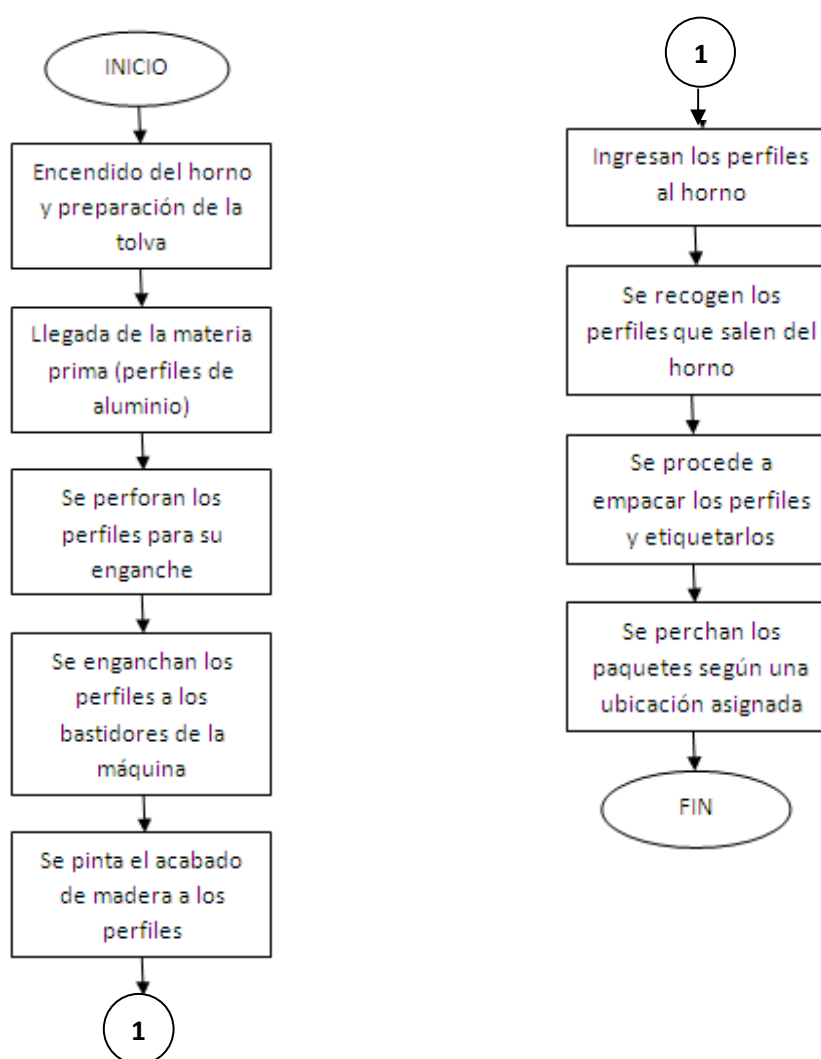 INICIO
Encendido del horno
y preparación de la
tolva
Llegada de la materia
prima (perfiles de
aluminio)
Se perforan los
perfiles para su
enganche
Se enganchan los
perfiles a los
bastidores de la
máquina
Se pinta el acabado
de madera a los
perfiles
1
1
Ingresan los perfiles
al horno
Se recogen los
perfiles que salen del
horno
Se procede a
empacar los perfiles
y etiquetarlos
Se perchan los
paquetes según una
ubicación asignada
FIN